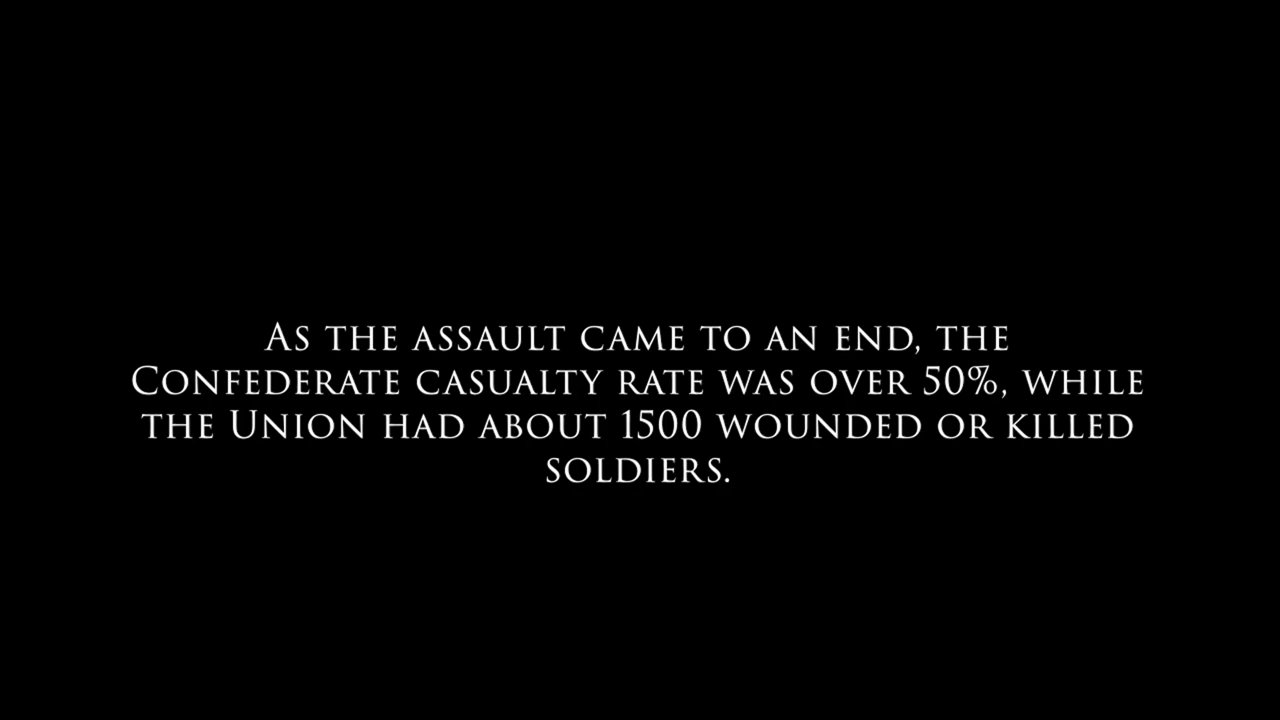 As the assault came to an end, the
Confederate casualty rate was over 50%, while
the Union had about 1500 wounded or killed
soldiers.